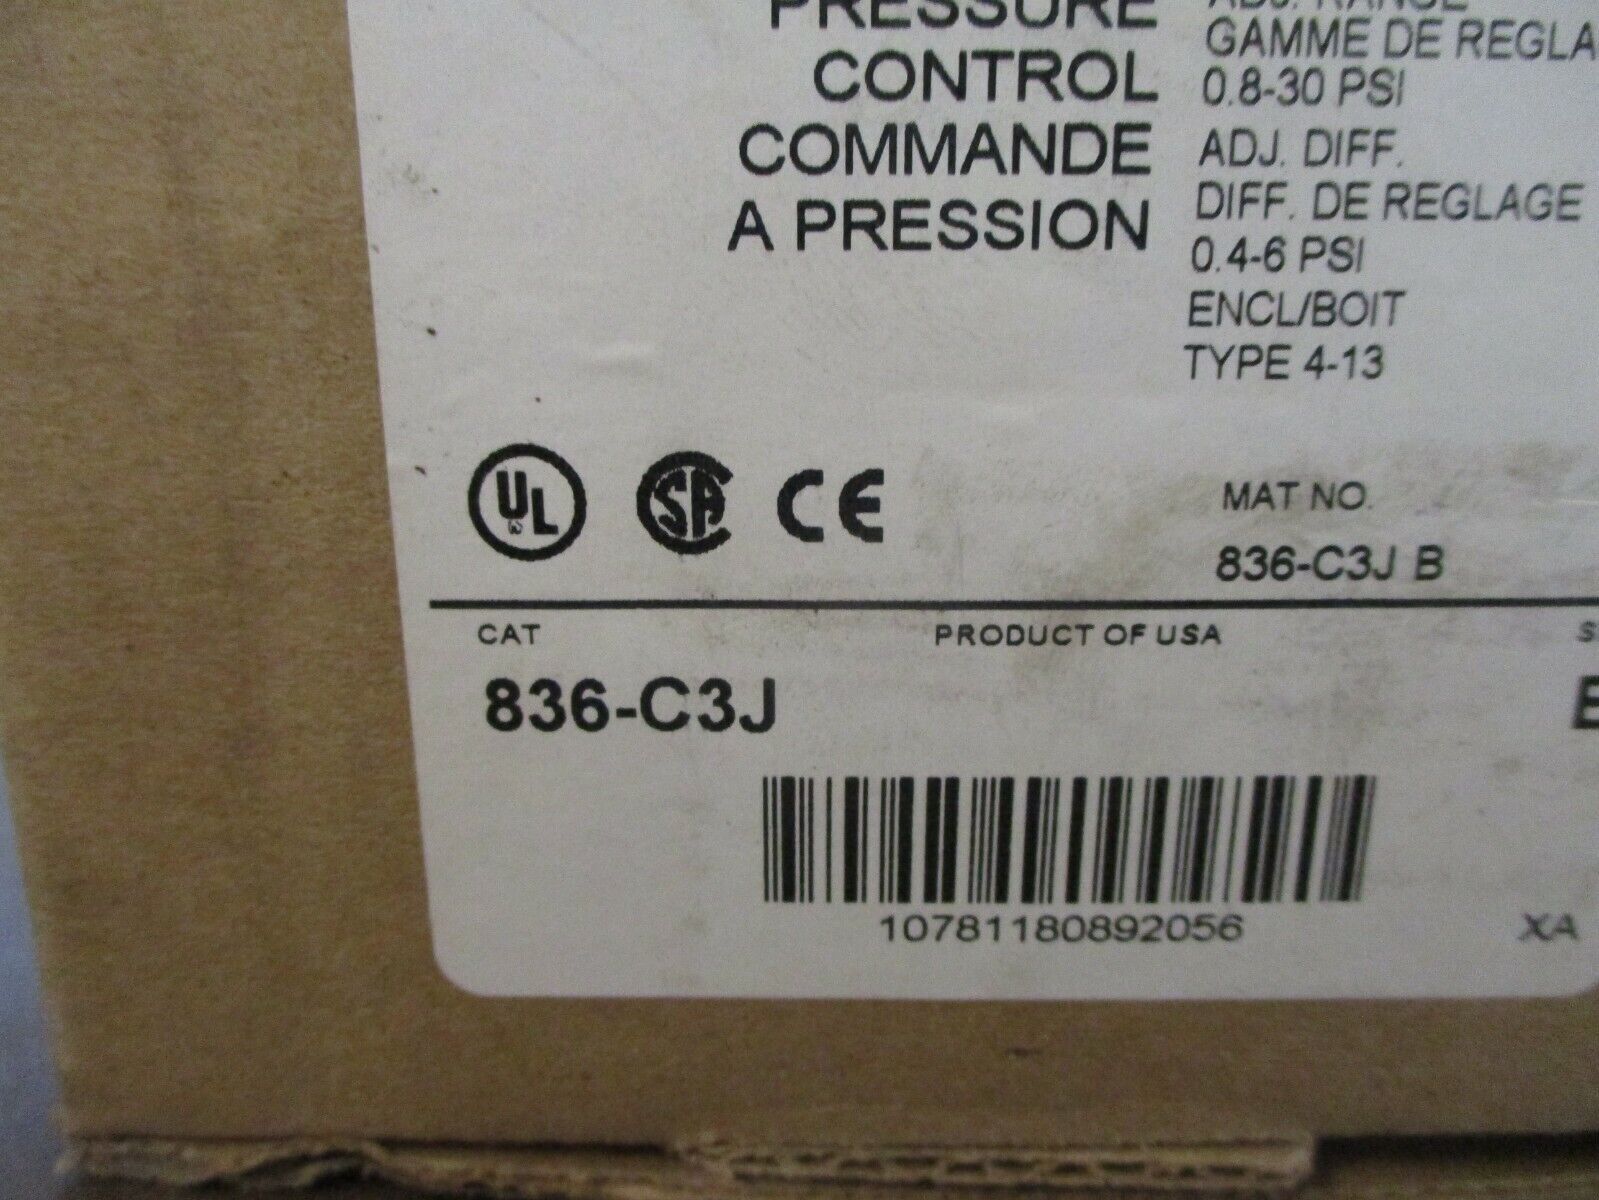 PRESSURE
CONTROL
COMMANDE
A PRESSION
ADJ. RANGE
GAMME DE REGLA
0.8-30 PSI
ADJ. DIFF.
DIFF. DE REGLAGE
0.4-6 PSI
ENCL/BOIT
TYPE 4-13
UL SA CE
MAT NO.
836-C3J B
CAT PRODUCT OF USA
836-C3J
10781180892056 XA